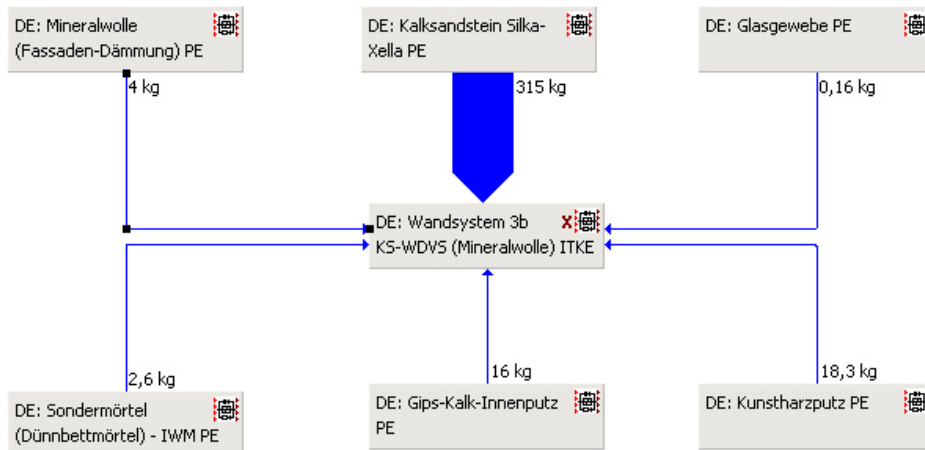 DE: Mineralwolle
(Fassaden-Dämmung) PE
4 kg
DE: Kalksandstein Silka-
Xella PE
315 kg
DE: Glasgewebe PE
0,16 kg
DE: Wandsystem 3b
X
KS-WDVS (Mineralwolle) ITKE
2,6 kg
DE: Sondermörtel
(Dünnbettmörtel) - IWM PE
16 kg
DE: Gips-Kalk-Innenputz
PE
18,3 kg
DE: Kunstharzputz PE